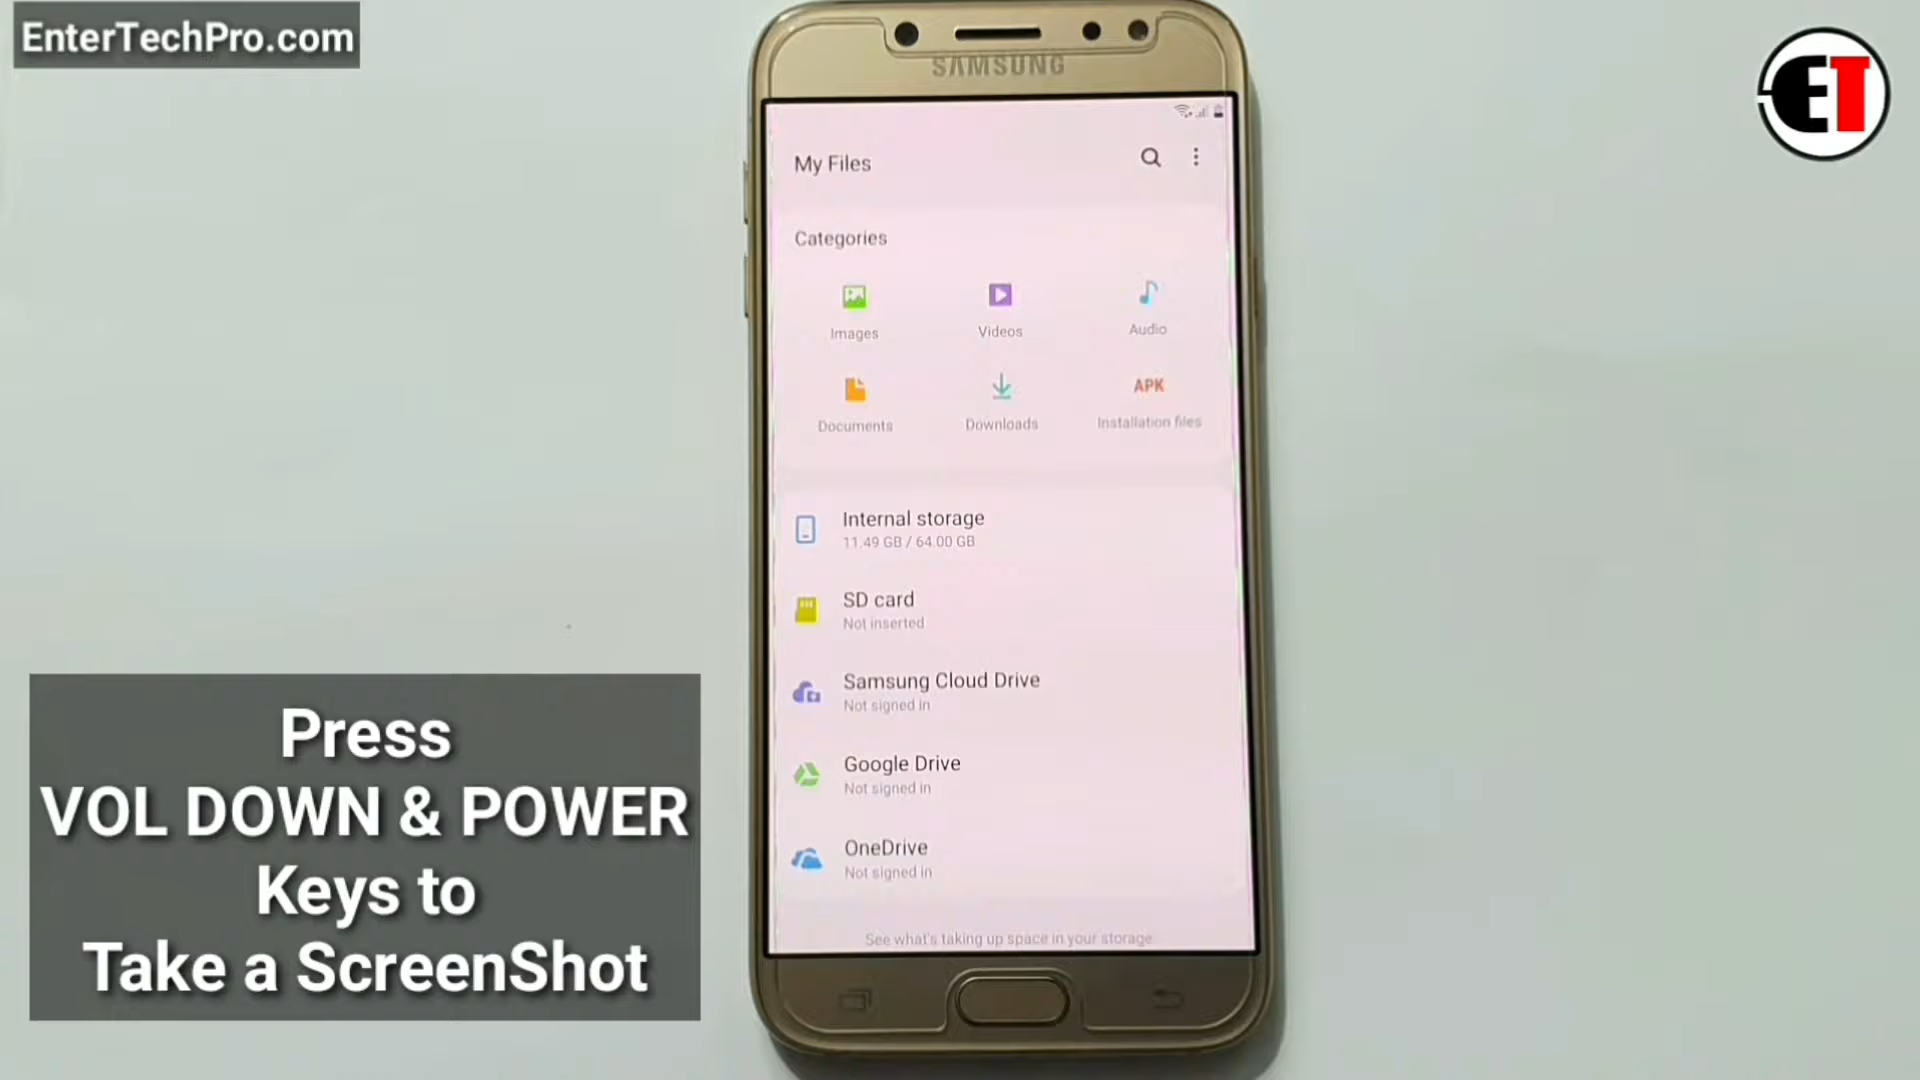 EnterTechPro.com
ET
SAMSUNG
My Files
Categories
Images
Videos
Audio
Documents
Downloads
APK
Installation files
Internal storage
11.49 GB / 64.00 GB
SD card
Not inserted
Samsung Cloud Drive
Not signed in
Google Drive
Not signed in
OneDrive
Not signed in
See what's taking up space in your storage
Press
VOL DOWN & POWER
Keys to
Take a ScreenShot